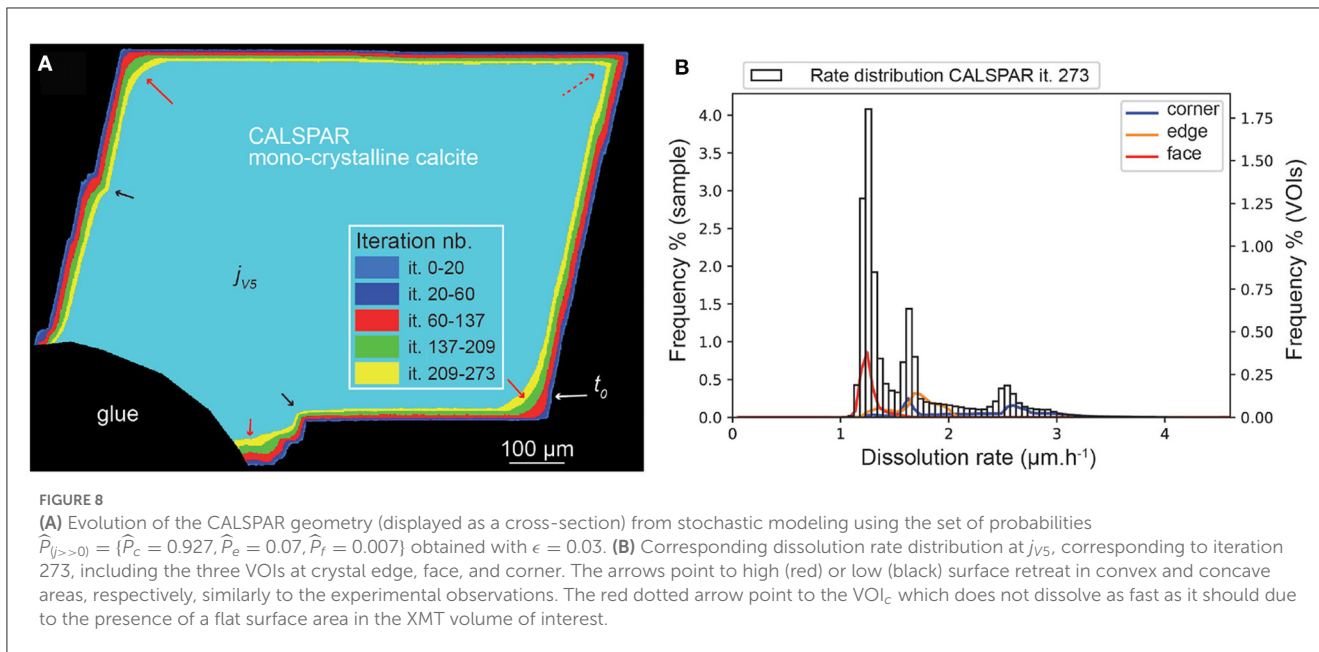 A
CALSPAR
mono-crystalline calcite
j_V5
Iteration nb.
it. 0-20
it. 20-60
it. 60-137
it. 137-209
it. 209-273
t_0
glue
100 µm
B
Rate distribution CALSPAR it. 273
corner
edge
face
Frequency % (sample)
4.0
3.5
3.0
2.5
2.0
1.5
1.0
0.5
0.0
1.75
1.50
1.25
1.00
0.75
0.50
0.25
0.00
Frequency % (VOIs)
0 1 2 3 4
Dissolution rate (µm.h⁻¹)
FIGURE 8
(A) Evolution of the CALSPAR geometry (displayed as a cross-section) from stochastic modeling using the set of probabilities
P̂_(j>>0) = {P̂_c = 0.927, P̂_e = 0.07, P̂_f = 0.007} obtained with ϵ = 0.03. (B) Corresponding dissolution rate distribution at j_V5, corresponding to iteration
273, including the three VOIs at crystal edge, face, and corner. The arrows point to high (red) or low (black) surface retreat in convex and concave
areas, respectively, similarly to the experimental observations. The red dotted arrow point to the VOI_c which does not dissolve as fast as it should due
to the presence of a flat surface area in the XMT volume of interest.